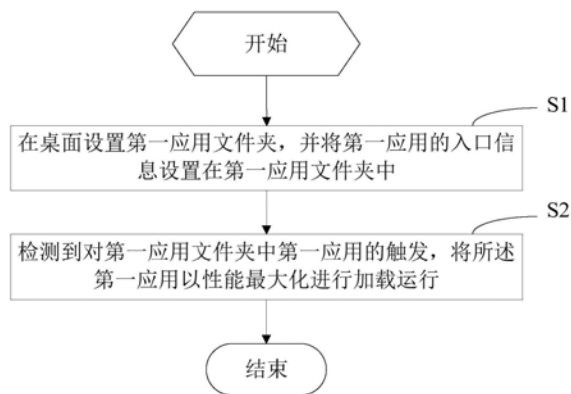 开始
S1
在桌面设置第一应用文件夹，并将第一应用的入口信
息设置在第一应用文件夹中
S2
检测到对第一应用文件夹中第一应用的触发，将所述
第一应用以性能最大化进行加载运行
结束